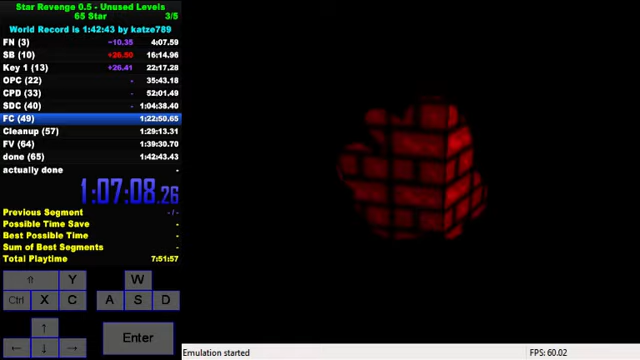 Star Revenge 0.5 - Unused Levels
65 Star 3/5
World Record is 1:42:43 by katze789
FN (3) −10.35 4:07.59
SB (10) +26.50 16:14.96
Key 1 (13) +26.41 22:17.28
OPC (22) - 35:43.18
CPD (33) - 52:01.49
SDC (40) - 1:04:38.40
FC (49) 1:22:50.65
Cleanup (57) - 1:29:13.31
FV (64) - 1:39:30.70
done (65) - 1:42:43.43
actually done -
1:07:08.26
Previous Segment - / -
Possible Time Save -
Best Possible Time -
Sum of Best Segments -
Total Playtime 7:51:57
⇧ Y W
Ctrl X C A S D
↑ Enter
← ↓ →
Emulation started FPS: 60.02